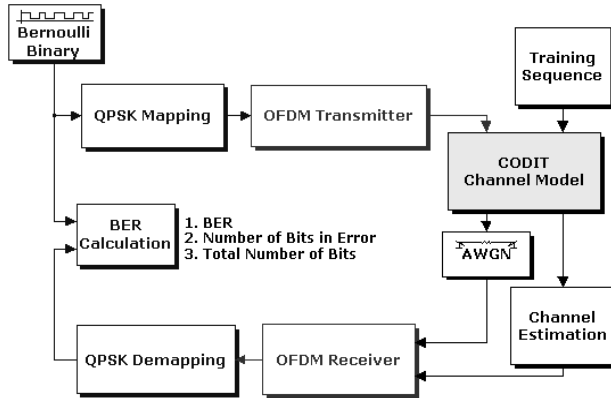 Bernoulli
Binary
Training
Sequence
QPSK Mapping
OFDM Transmitter
CODIT
Channel Model
BER
Calculation
1. BER
2. Number of Bits in Error
3. Total Number of Bits
AWGN
Channel
Estimation
QPSK Demapping
OFDM Receiver